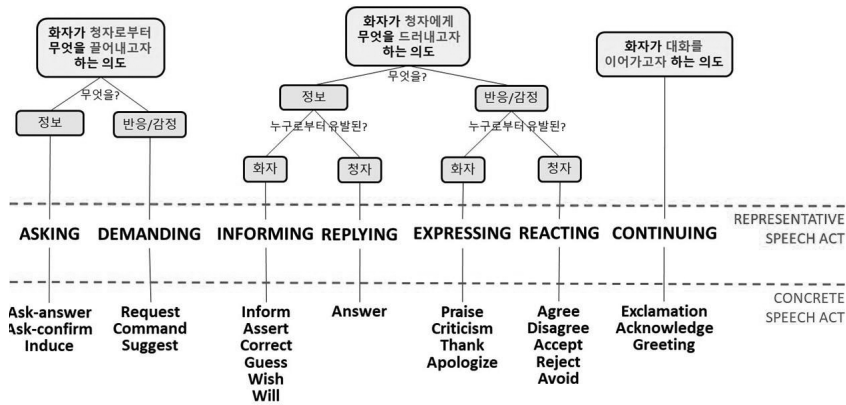 화자가 청자로부터
무엇을 끌어내고자
하는 의도
화자가 청자에게
무엇을 드러내고자
하는 의도
화자가 대화를
이어가고자 하는 의도
무엇을?
무엇을?
정보
반응/감정
정보
반응/감정
누구로부터 유발된?
누구로부터 유발된?
화자
청자
화자
청자
ASKING
DEMANDING
INFORMING
REPLYING
EXPRESSING
REACTING
CONTINUING
REPRESENTATIVE
SPEECH ACT
Ask-answer
Ask-confirm
Induce
Request
Command
Suggest
Inform
Assert
Correct
Guess
Wish
Will
Answer
Praise
Criticism
Thank
Apologize
Agree
Disagree
Accept
Reject
Avoid
Exclamation
Acknowledge
Greeting
CONCRETE
SPEECH ACT